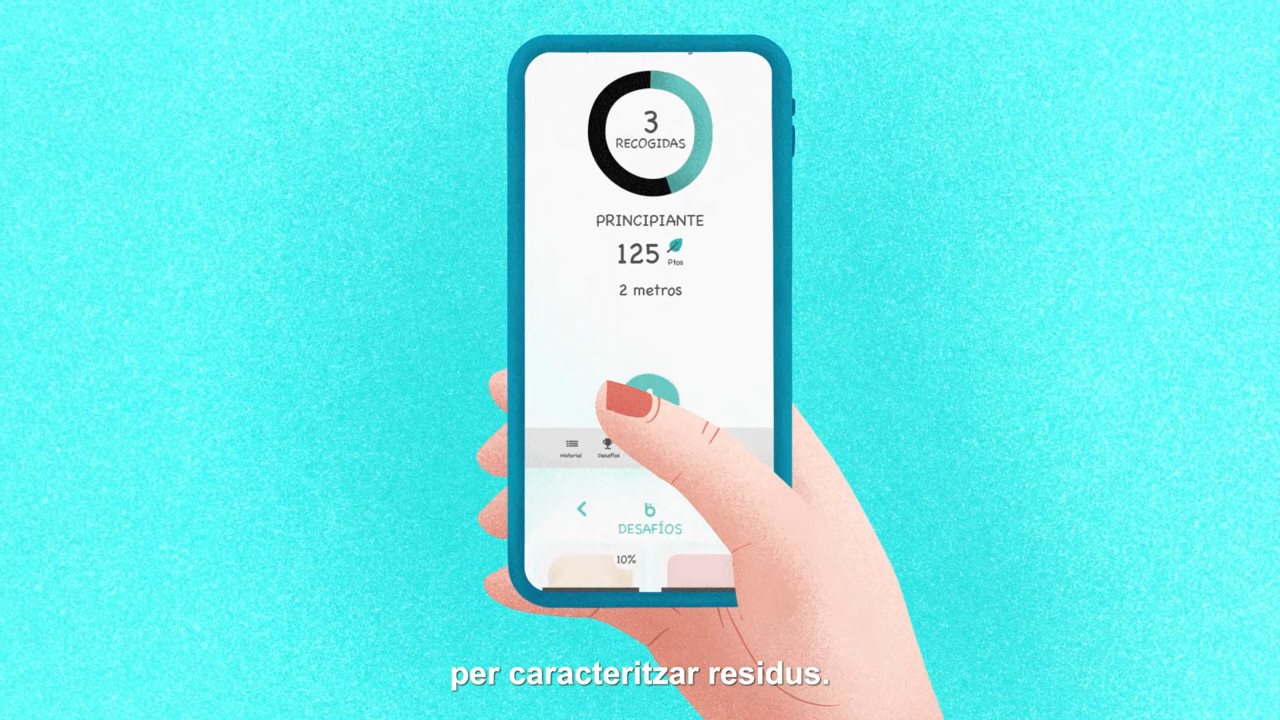 3
RECOGIDAS
PRINCIPIANTE
125
Ptos
2 metros
Historial
Desafíos
DESAFÍOS
10%
per caracteritzar residus.